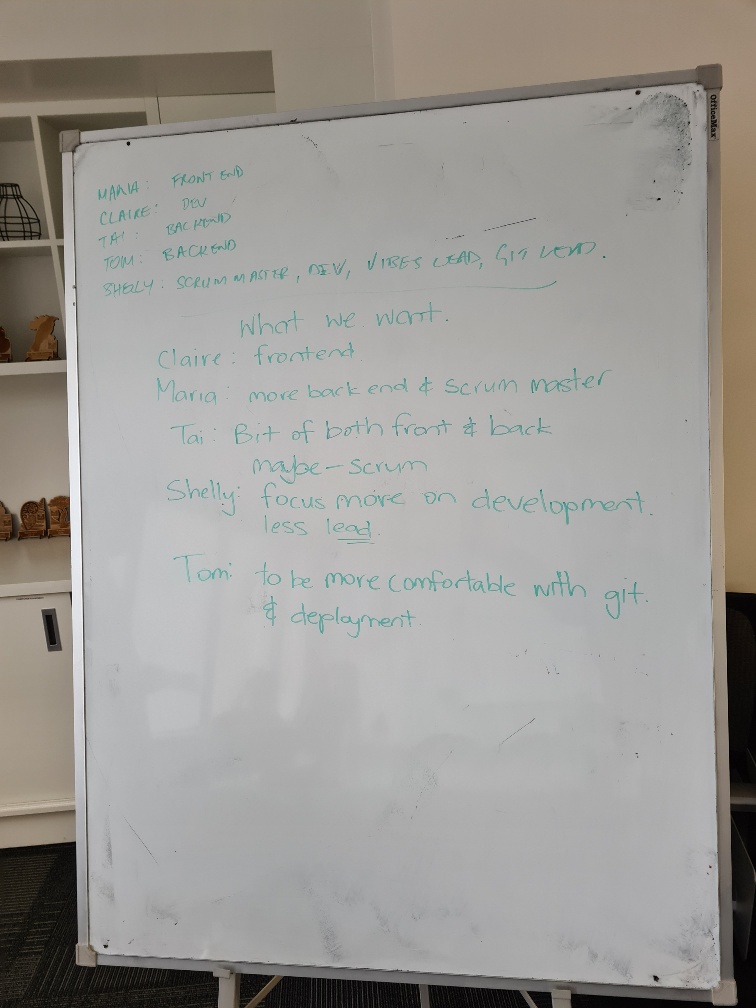 OfficeMax
MARIA: FRONT END
CLAIRE: DEV
TAI: BACKEND
TOM: BACKEND
SHELLY: SCRUM MASTER, DEV, VIBES LEAD, GIT LEAD.
What we want.
Claire: frontend
Maria: more back end & scrum master
Tai: Bit of both front & back
maybe - scrum
Shelly: focus more on development.
less lead.
Tom: to be more comfortable with git.
& deployment.